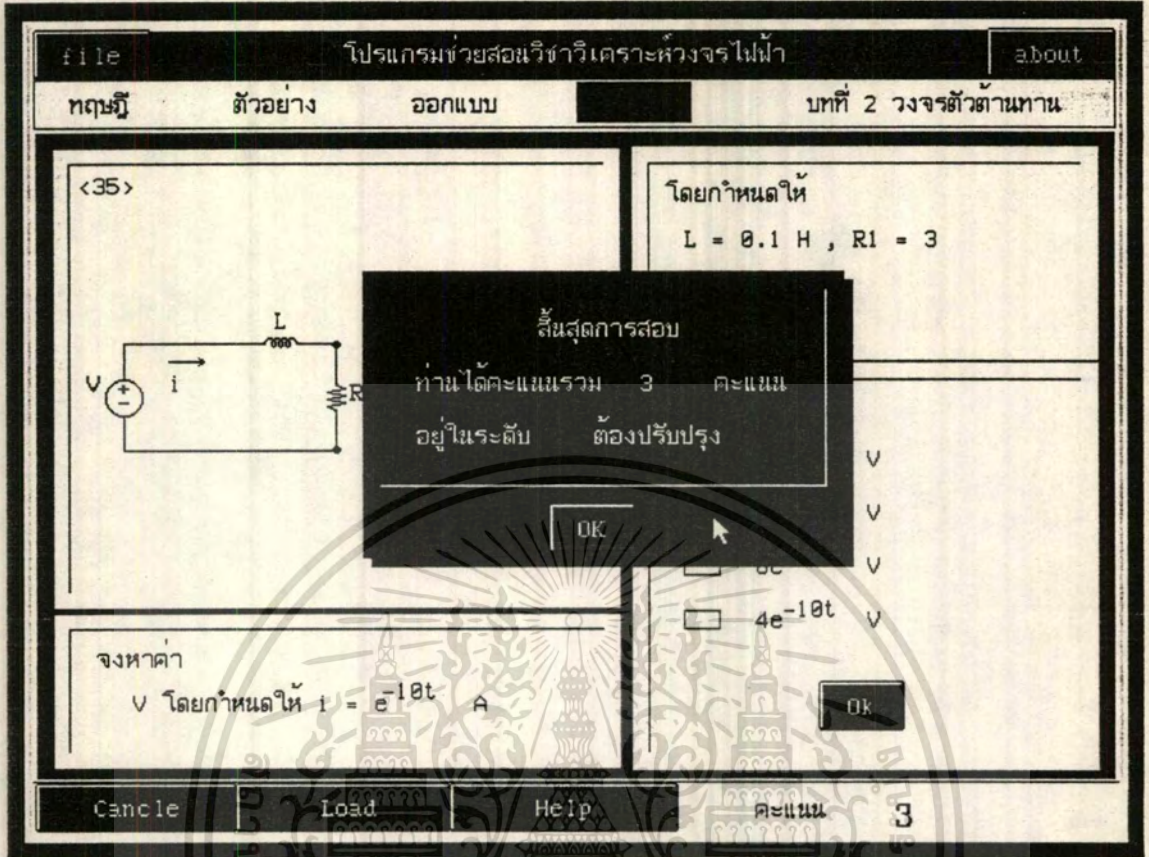 file โปรแกรมช่วยสอนวิชาวิเคราะห์วงจรไฟฟ้า about
ทฤษฎี ตัวอย่าง ออกแบบ บทที่ 2 วงจรตัวต้านทาน
<35>
L
V
i
+
-
R
โดยกำหนดให้
L = 0.1 H , R1 = 3
สิ้นสุดการสอบ
ท่านได้คะแนนรวม 3 คะแนน
อยู่ในระดับ ต้องปรับปรุง
OK
V
V
V
4e-10t V
Ok
จงหาค่า
V โดยกำหนดให้ i = e-10t A
Cancle Load Help คะแนน 3